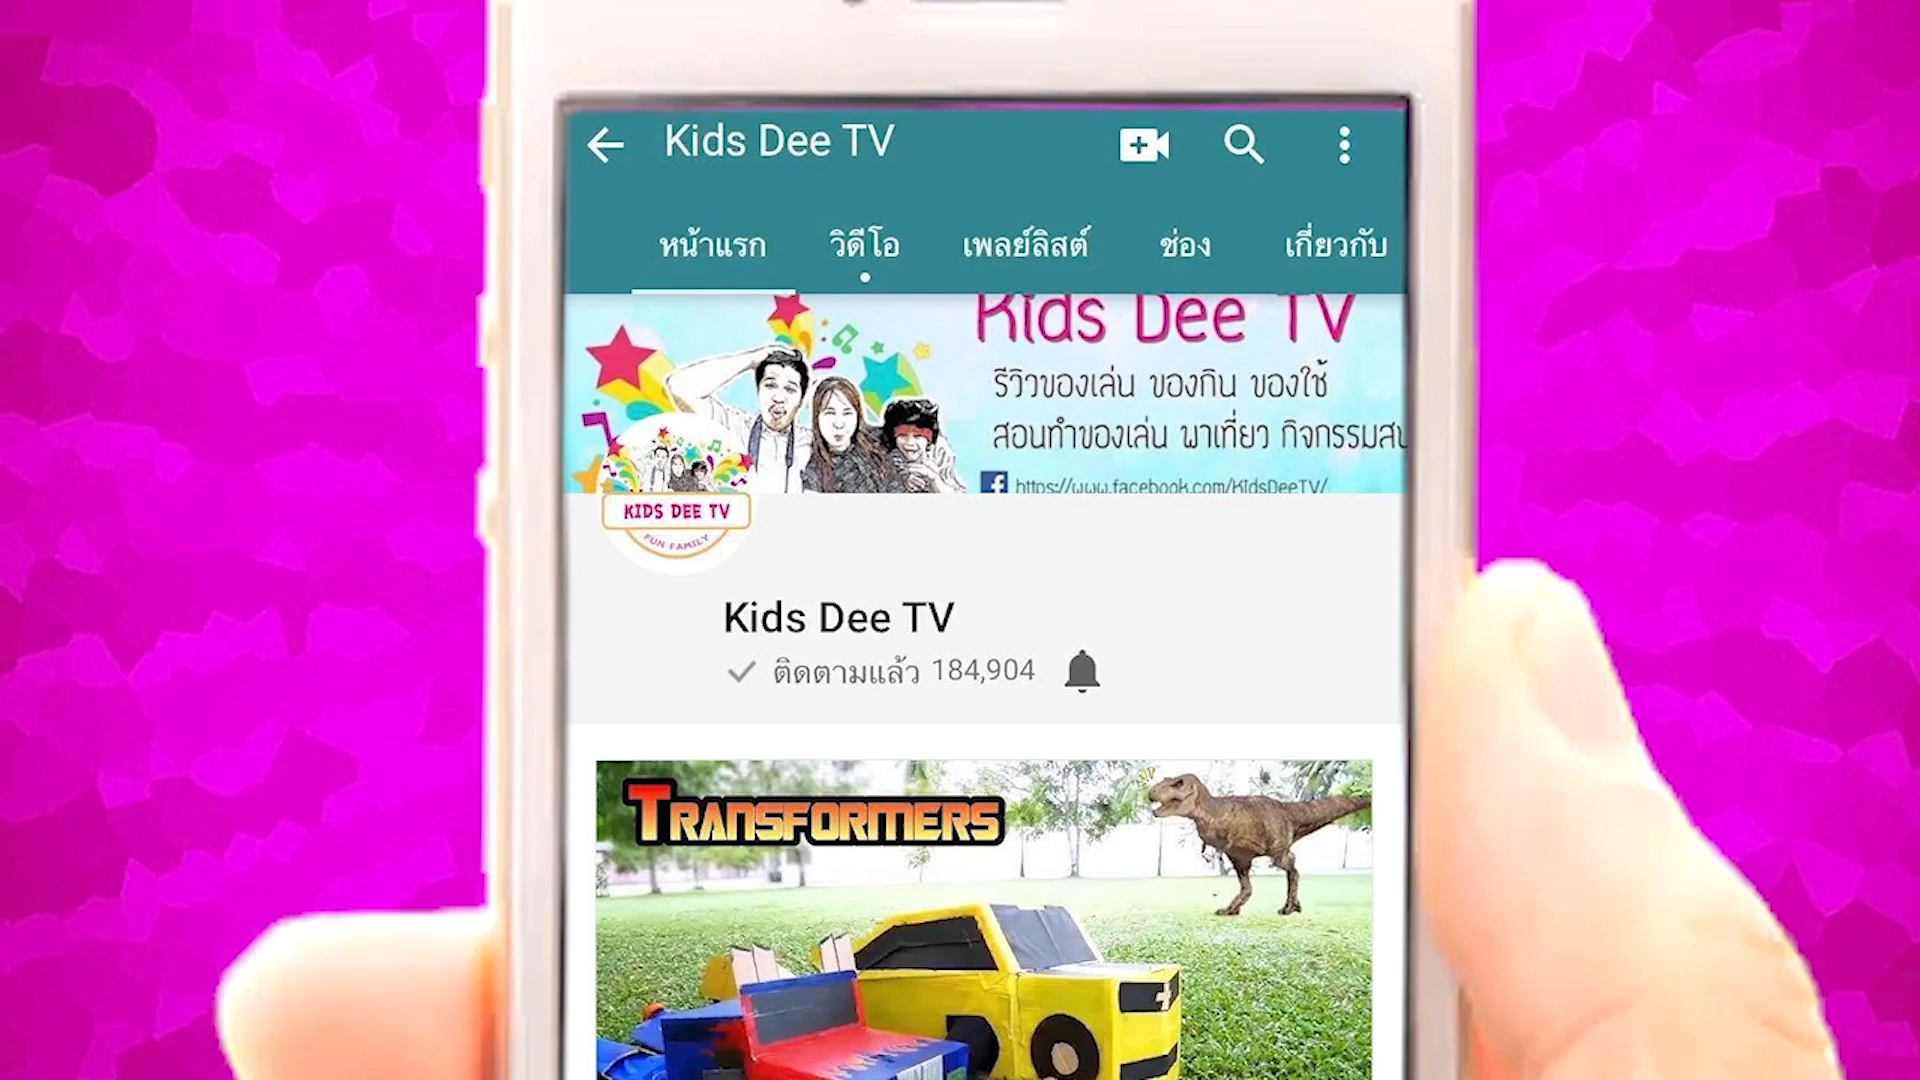 Kids Dee TV
หน้าแรก วิดีโอ เพลย์ลิสต์ ช่อง เกี่ยวกับ
Kids Dee TV
รีวิวของเล่น ของกิน ของใช้
สอนทำของเล่น พาเที่ยว กิจกรรมสน
https://www.facebook.com/KidsDeeTV/
KIDS DEE TV
FUN FAMILY
Kids Dee TV
ติดตามแล้ว 184,904
TRANSFORMERS